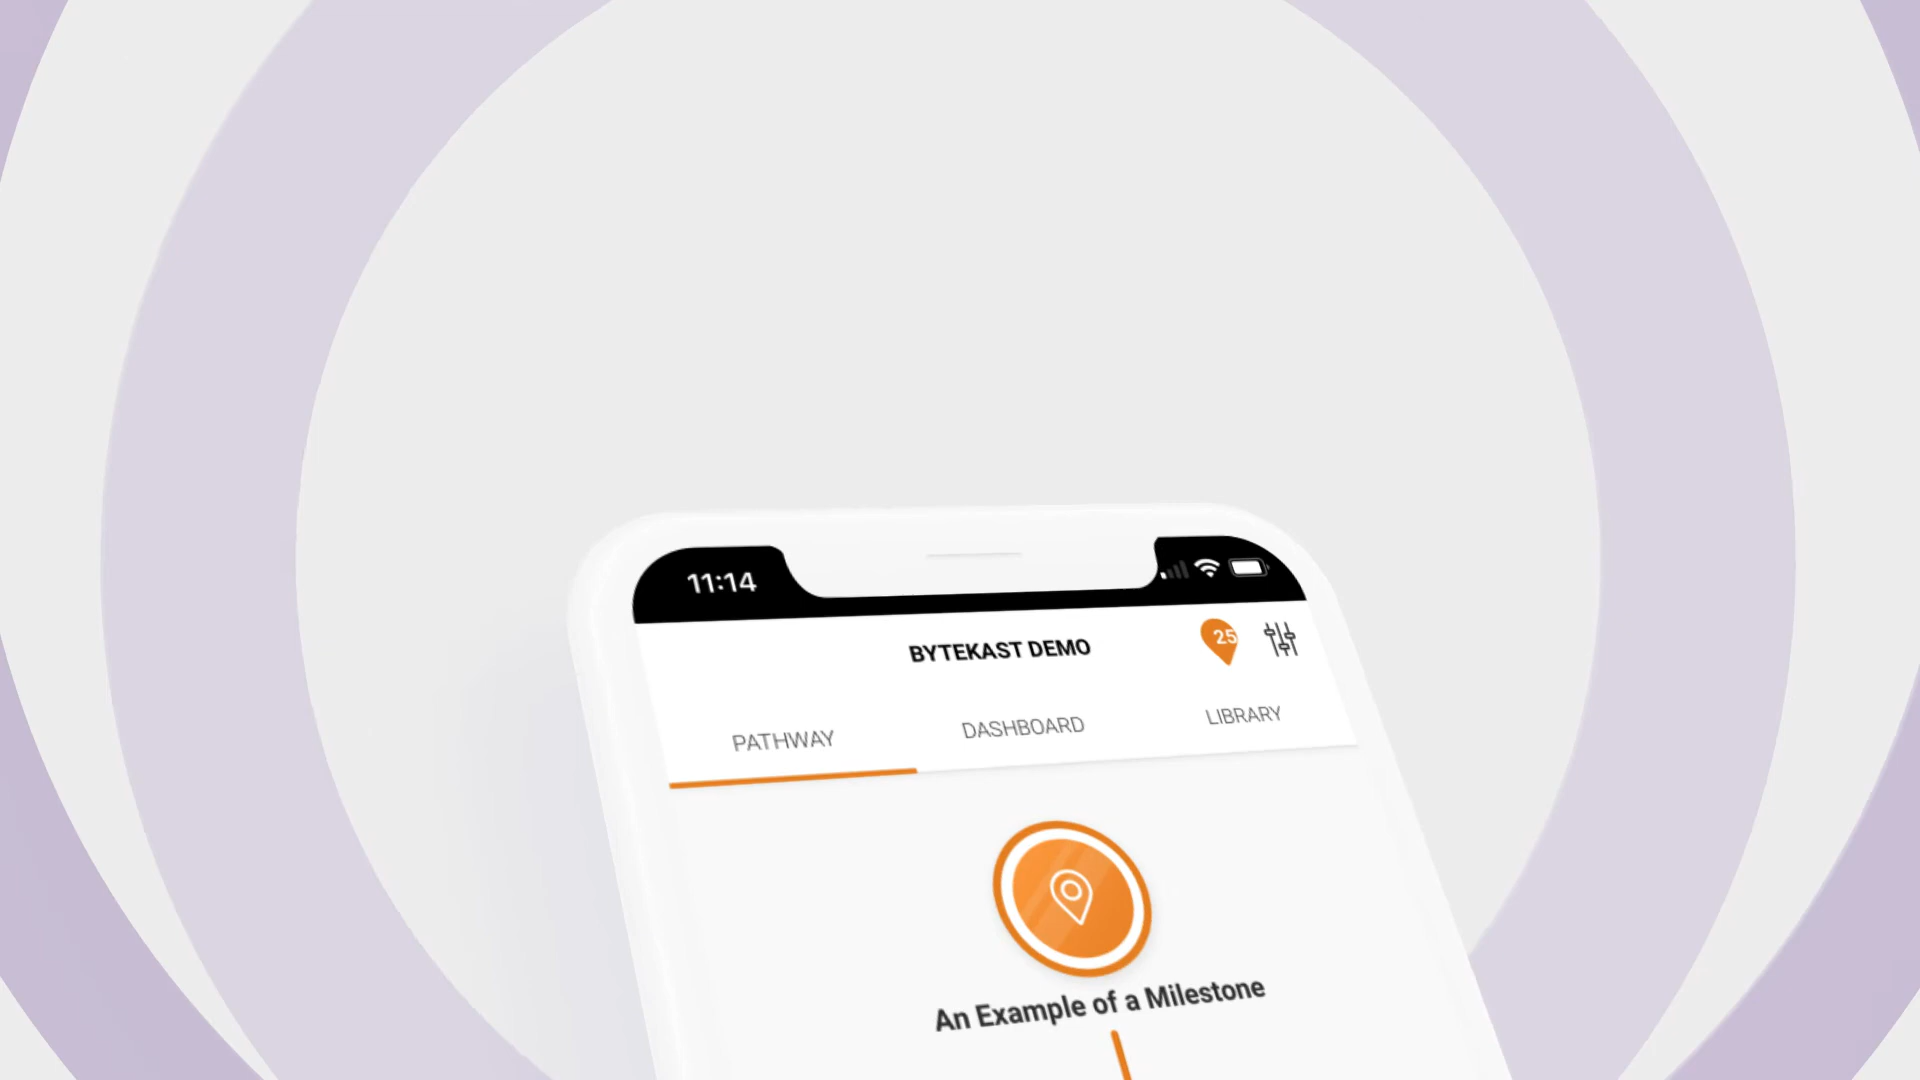 11:14
BYTEKAST DEMO
25
PATHWAY
DASHBOARD
LIBRARY
An Example of a Milestone